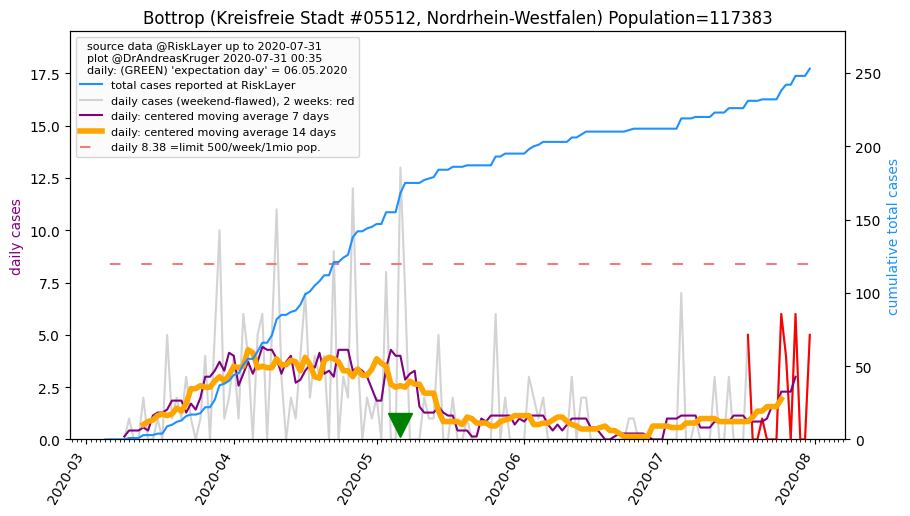 Bottrop (Kreisfreie Stadt #05512, Nordrhein-Westfalen) Population=117383
source data @RiskLayer up to 2020-07-31
plot @DrAndreasKruger 2020-07-31 00:35
daily: (GREEN) 'expectation day' = 06.05.2020
total cases reported at RiskLayer
daily cases (weekend-flawed), 2 weeks: red
daily: centered moving average 7 days
daily: centered moving average 14 days
daily 8.38 =limit 500/week/1mio pop.
daily cases
17.5
15.0
12.5
10.0
7.5
5.0
2.5
0.0
cumulative total cases
250
200
150
100
50
0
2020-03
2020-04
2020-05
2020-06
2020-07
2020-08